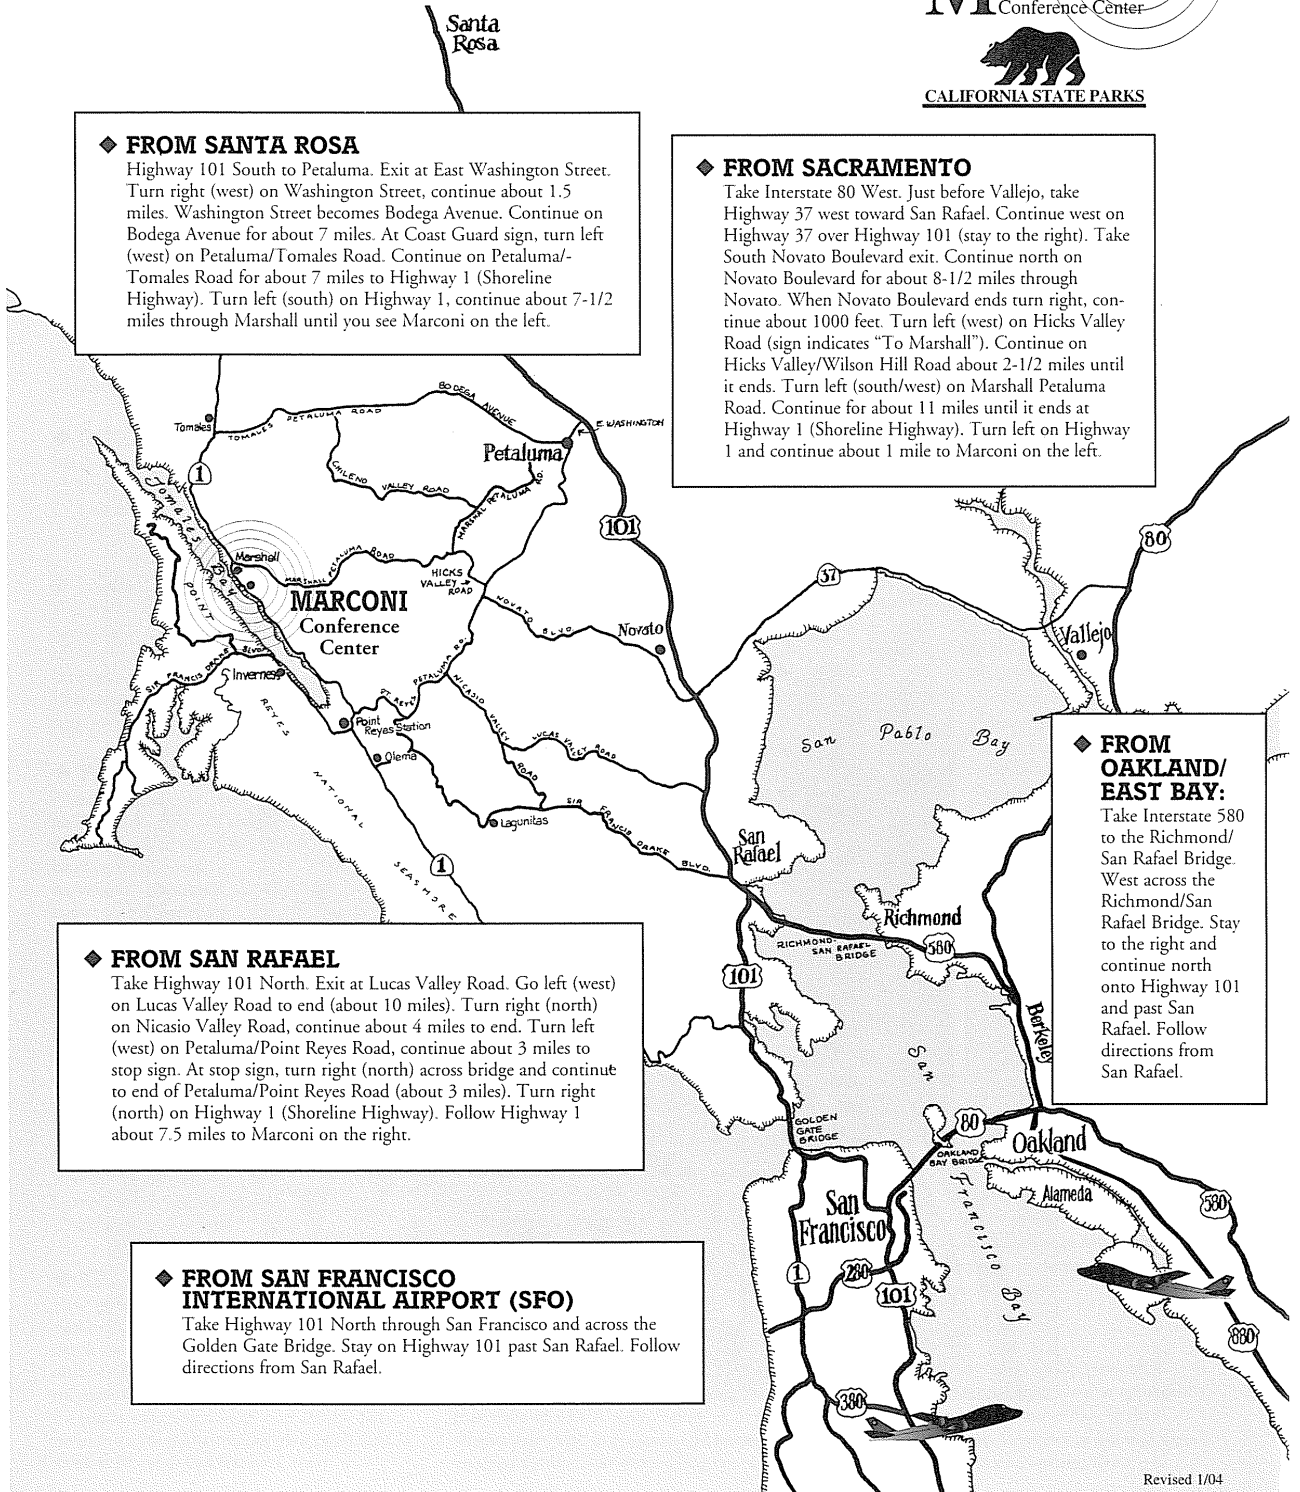 M Conference Center
CALIFORNIA STATE PARKS
Santa
Rosa
FROM SANTA ROSA
Highway 101 South to Petaluma. Exit at East Washington Street.
Turn right (west) on Washington Street, continue about 1.5
miles. Washington Street becomes Bodega Avenue. Continue on
Bodega Avenue for about 7 miles. At Coast Guard sign, turn left
(west) on Petaluma/Tomales Road. Continue on Petaluma/-
Tomales Road for about 7 miles to Highway 1 (Shoreline
Highway). Turn left (south) on Highway 1, continue about 7-1/2
miles through Marshall until you see Marconi on the left.
FROM SACRAMENTO
Take Interstate 80 West. Just before Vallejo, take
Highway 37 west toward San Rafael. Continue west on
Highway 37 over Highway 101 (stay to the right). Take
South Novato Boulevard exit. Continue north on
Novato Boulevard for about 8-1/2 miles through
Novato. When Novato Boulevard ends turn right, con-
tinue about 1000 feet. Turn left (west) on Hicks Valley
Road (sign indicates “To Marshall”). Continue on
Hicks Valley/Wilson Hill Road about 2-1/2 miles until
it ends. Turn left (south/west) on Marshall Petaluma
Road. Continue for about 11 miles until it ends at
Highway 1 (Shoreline Highway). Turn left on Highway
1 and continue about 1 mile to Marconi on the left.
BODEGA AVENUE
TOMALES PETALUMA ROAD
Tomales
E. WASHINGTON
Petaluma
1
CHILENO VALLEY ROAD
MARSHAL PETALUMA RD.
101
80
Tomales Bay
Marshall
MARSHALL PETALUMA ROAD
HICKS
VALLEY
ROAD
37
MARCONI
Conference
Center
NOVATO BLVD
Novato
Vallejo
POINT
REYES
NATIONAL
SEASHORE
SIR FRANCIS DRAKE BLVD.
Inverness
PT. REYES PETALUMA RD.
NICASIO VALLEY ROAD
Point
Reyes Station
LUCAS VALLEY ROAD
Olema
San Pablo Bay
SIR FRANCIS DRAKE BLVD.
Lagunitas
San
Rafael
1
FROM
OAKLAND/
EAST BAY:
Take Interstate 580
to the Richmond/
San Rafael Bridge.
West across the
Richmond/San
Rafael Bridge. Stay
to the right and
continue north
onto Highway 101
and past San
Rafael. Follow
directions from
San Rafael.
Richmond
RICHMOND-
SAN RAFAEL
BRIDGE
580
101
Berkeley
FROM SAN RAFAEL
Take Highway 101 North. Exit at Lucas Valley Road. Go left (west)
on Lucas Valley Road to end (about 10 miles). Turn right (north)
on Nicasio Valley Road, continue about 4 miles to end. Turn left
(west) on Petaluma/Point Reyes Road, continue about 3 miles to
stop sign. At stop sign, turn right (north) across bridge and continue
to end of Petaluma/Point Reyes Road (about 3 miles). Turn right
(north) on Highway 1 (Shoreline Highway). Follow Highway 1
about 7.5 miles to Marconi on the right.
San Francisco Bay
GOLDEN
GATE
BRIDGE
80
OAKLAND
BAY BRIDGE
Oakland
Alameda
580
San
Francisco
1
280
101
880
380
FROM SAN FRANCISCO
INTERNATIONAL AIRPORT (SFO)
Take Highway 101 North through San Francisco and across the
Golden Gate Bridge. Stay on Highway 101 past San Rafael. Follow
directions from San Rafael.
Revised 1/04